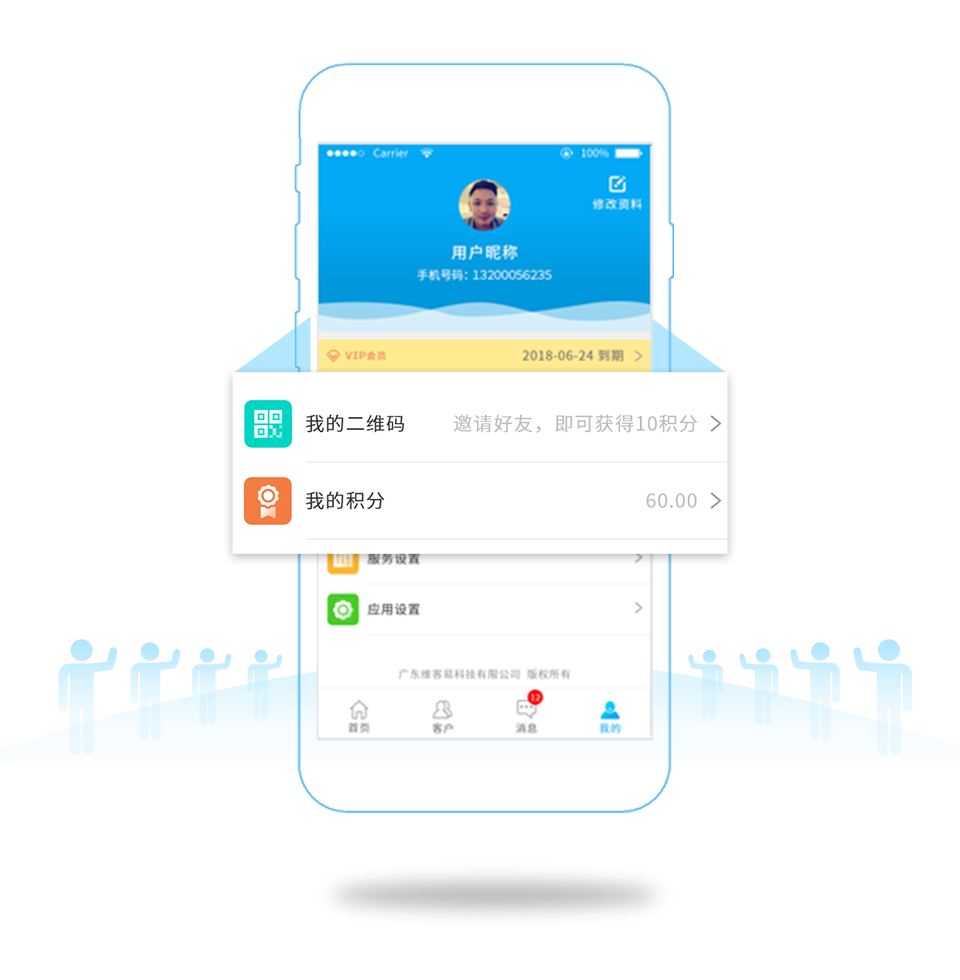 Carrier 100%
修改资料
用户昵称
手机号码：13200056235
VIP会员 2018-06-24 到期
我的二维码 邀请好友，即可获得10积分
我的积分 60.00
服务设置
应用设置
广东维客易科技有限公司 版权所有
12
首页 客户 消息 我的